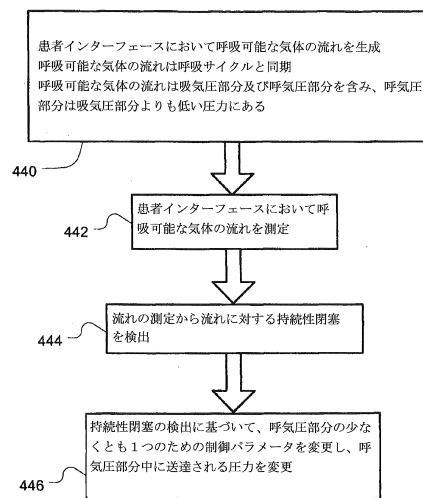 患者インターフェースにおいて呼吸可能な気体の流れを生成
呼吸可能な気体の流れは呼吸サイクルと同期
呼吸可能な気体の流れは吸気圧部分及び呼気圧部分を含み、呼気圧
部分は吸気圧部分よりも低い圧力にある
440
患者インターフェースにおいて呼
吸可能な気体の流れを測定
442
流れの測定から流れに対する持続性閉塞
を検出
444
持続性閉塞の検出に基づいて、呼気圧部分の少な
くとも1つのための制御パラメータを変更し、呼
気圧部分中に送達される圧力を変更
446